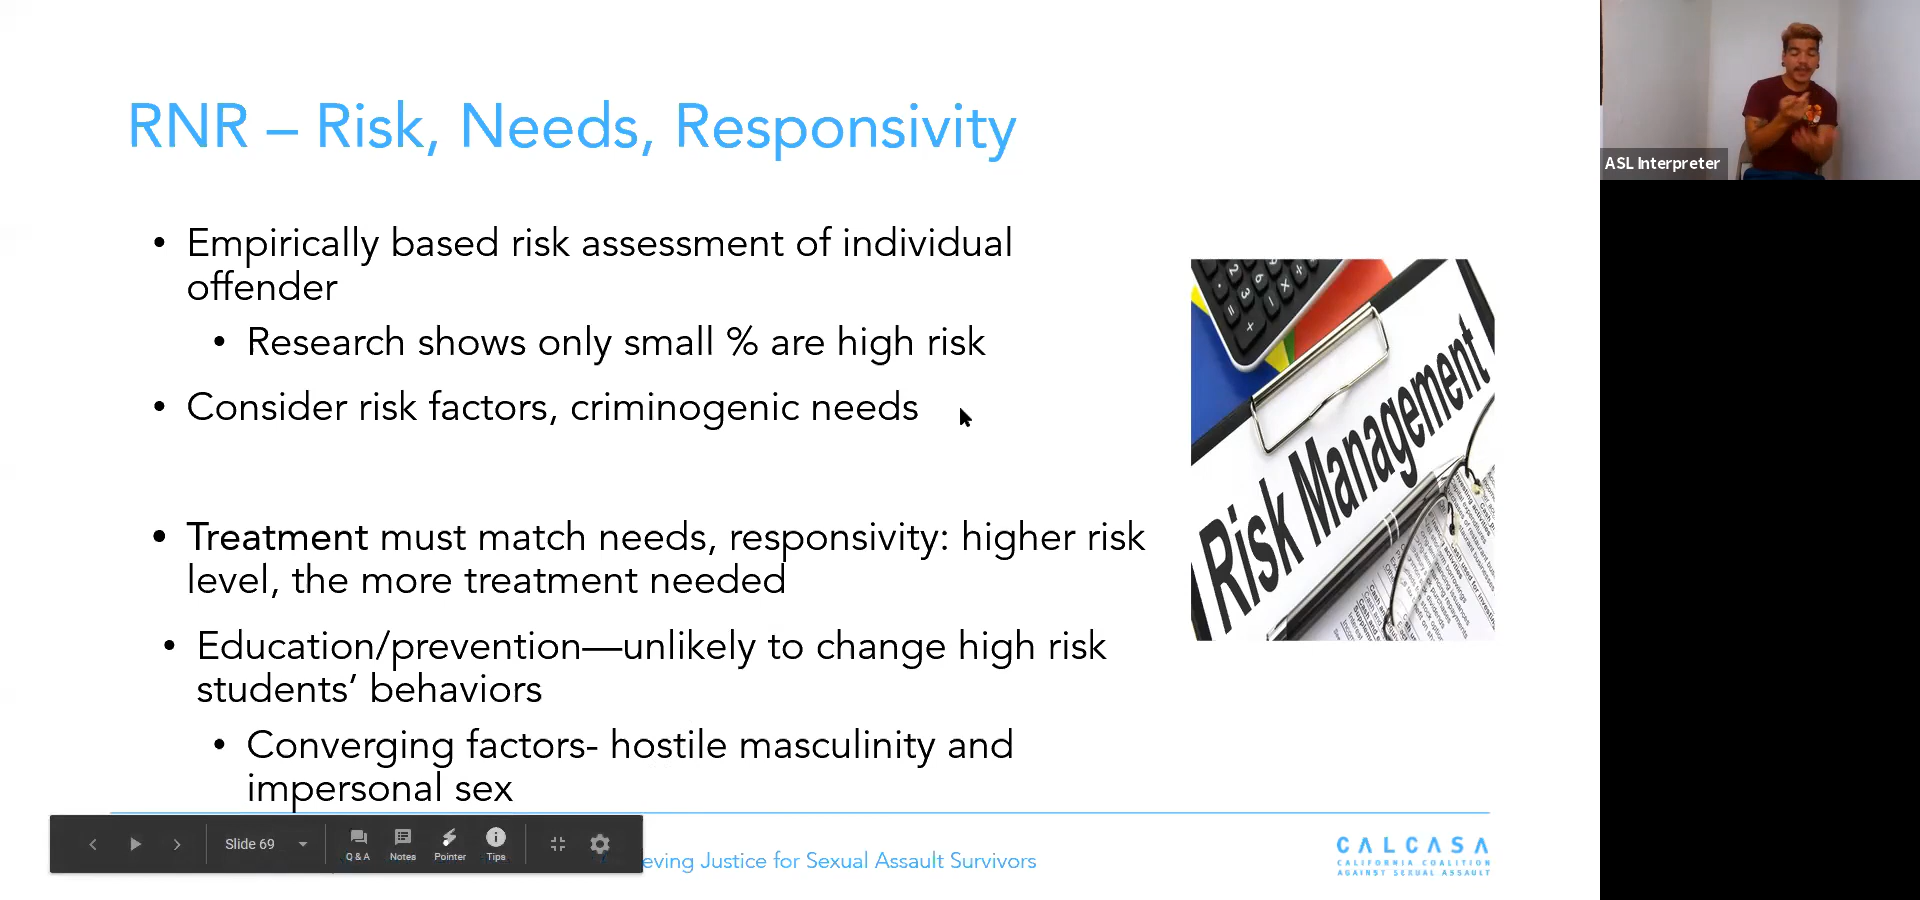 RNR – Risk, Needs, Responsivity
• Empirically based risk assessment of individual
offender
• Research shows only small % are high risk
• Consider risk factors, criminogenic needs
• Treatment must match needs, responsivity: higher risk
level, the more treatment needed
• Education/prevention—unlikely to change high risk
students’ behaviors
• Converging factors- hostile masculinity and
impersonal sex
Risk Management
ASL Interpreter
Slide 69
Q & A
Notes
Pointer
Tips
eving Justice for Sexual Assault Survivors
CALCASA
CALIFORNIA COALITION
AGAINST SEXUAL ASSAULT